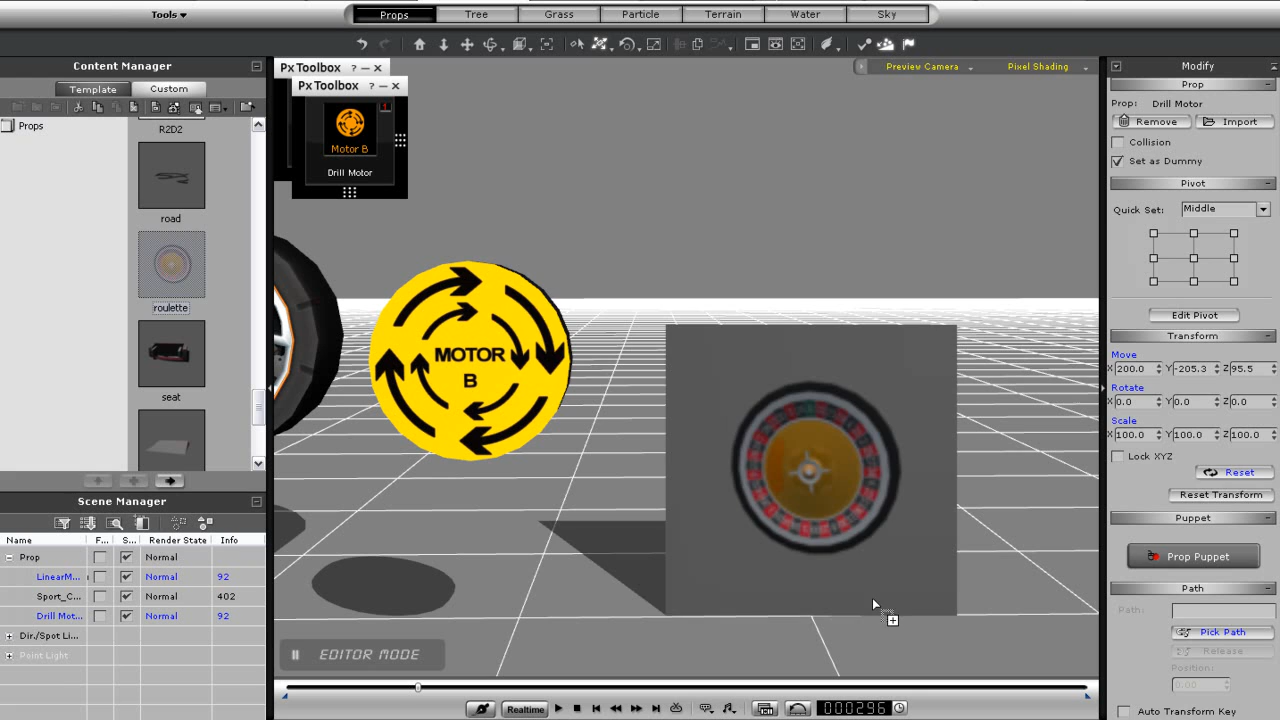 Tools
Props
Tree
Grass
Particle
Terrain
Water
Sky
Content Manager
Template
Custom
Props
R2D2
road
roulette
seat
Px Toolbox ? – ×
Px Toolbox ? – ×
1
Motor B
Drill Motor
Preview Camera
Pixel Shading
MOTOR
B
EDITOR MODE
Scene Manager
Name F... S... Render State Info
Prop Normal
LinearM... Normal 92
Sport_C... Normal 402
Drill Mot... Normal 92
Dir./Spot Li...
Point Light
Realtime
000296
Modify
Prop
Prop: Drill Motor
Remove Import
Collision
Set as Dummy
Pivot
Quick Set: Middle
Edit Pivot
Transform
Move
X 200.0 Y -205.3 Z 95.5
Rotate
X 0.0 Y 0.0 Z 0.0
Scale
X 100.0 Y 100.0 Z 100.0
Lock XYZ
Reset
Reset Transform
Puppet
Prop Puppet
Path
Path:
Pick Path
Release
Position:
0.00
Auto Transform Key